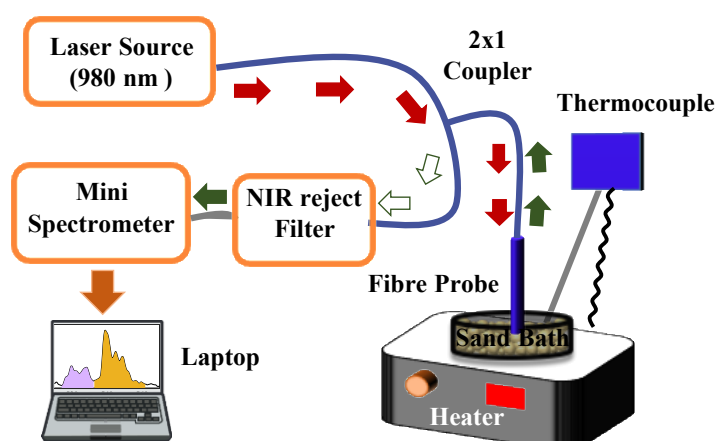 Laser Source
(980 nm )
2x1
Coupler
Thermocouple
Mini
Spectrometer
NIR reject
Filter
Fibre Probe
Sand Bath
Laptop
Heater